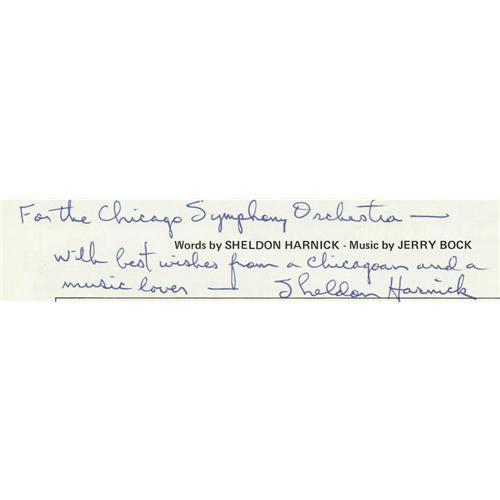 For the Chicago Symphony Orchestra —
Words by SHELDON HARNICK - Music by JERRY BOCK
with best wishes from a Chicagoan and a
music lover — Sheldon Harnick